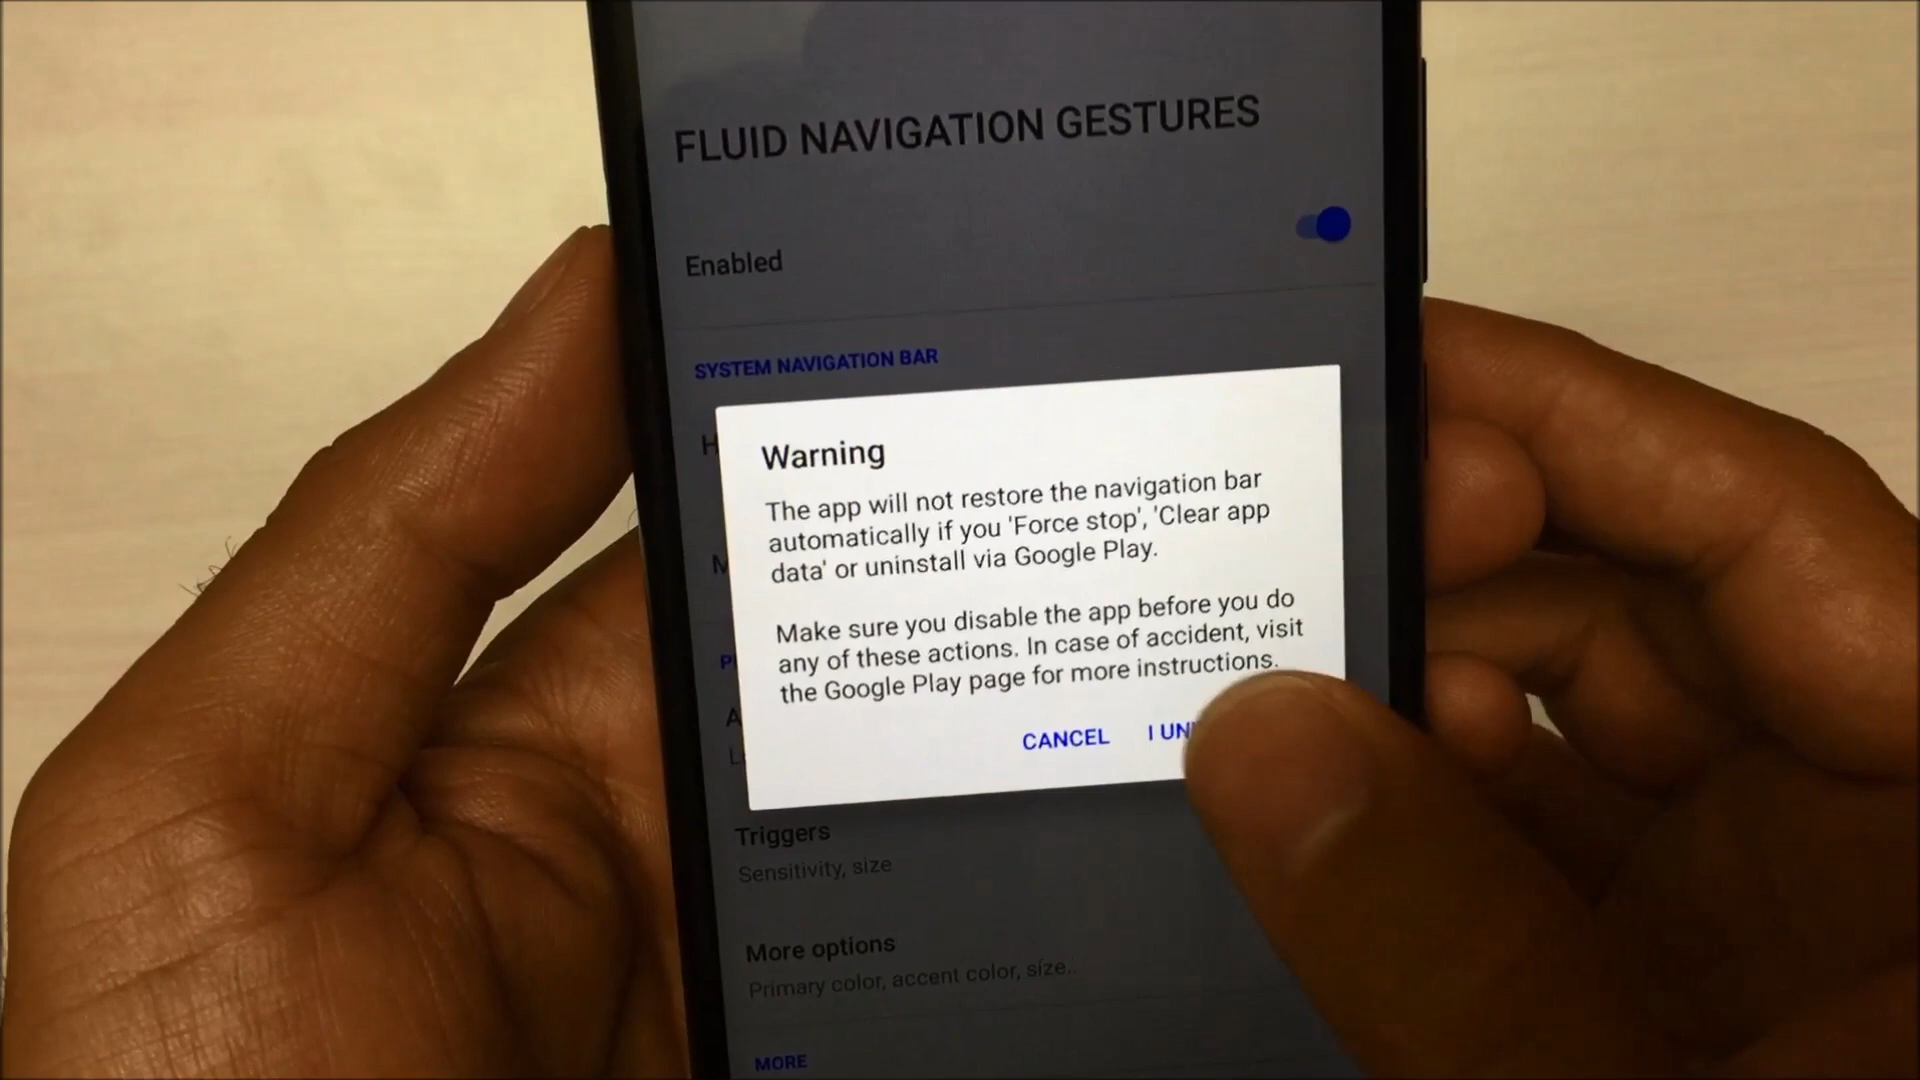 FLUID NAVIGATION GESTURES
Enabled
SYSTEM NAVIGATION BAR
Warning
The app will not restore the navigation bar
automatically if you 'Force stop', 'Clear app
data' or uninstall via Google Play.
Make sure you disable the app before you do
any of these actions. In case of accident, visit
the Google Play page for more instructions.
CANCEL I
Triggers
Sensitivity, size
More options
Primary color, accent color, size..
MORE